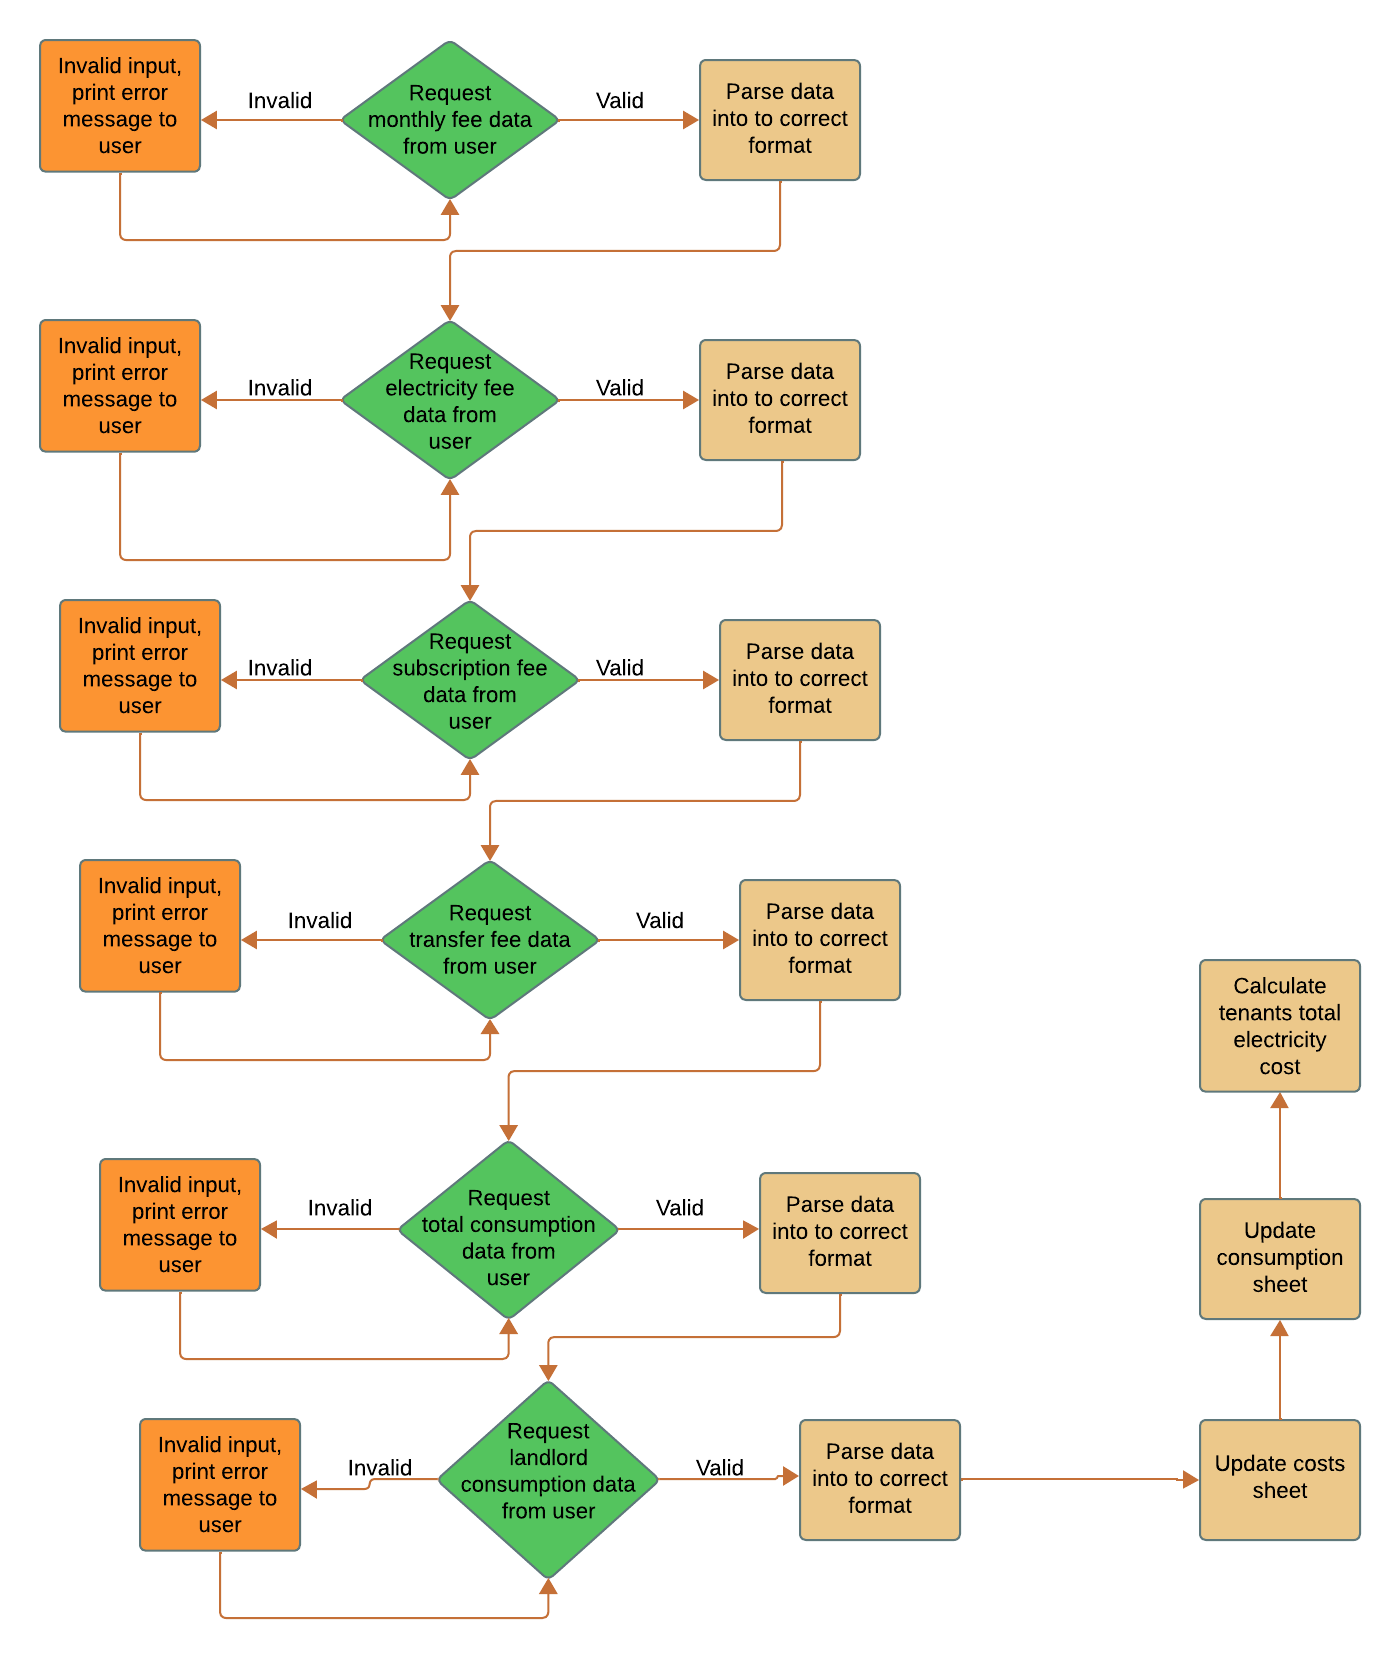 Invalid input,
print error
message to
user
Invalid
Request
monthly fee data
from user
Valid
Parse data
into to correct
format
Invalid input,
print error
message to
user
Invalid
Request
electricity fee
data from
user
Valid
Parse data
into to correct
format
Invalid input,
print error
message to
user
Invalid
Request
subscription fee
data from
user
Valid
Parse data
into to correct
format
Invalid input,
print error
message to
user
Invalid
Request
transfer fee data
from user
Valid
Parse data
into to correct
format
Invalid input,
print error
message to
user
Invalid
Request
total consumption
data from
user
Valid
Parse data
into to correct
format
Invalid input,
print error
message to
user
Invalid
Request
landlord
consumption data
from user
Valid
Parse data
into to correct
format
Update costs
sheet
Update
consumption
sheet
Calculate
tenants total
electricity
cost